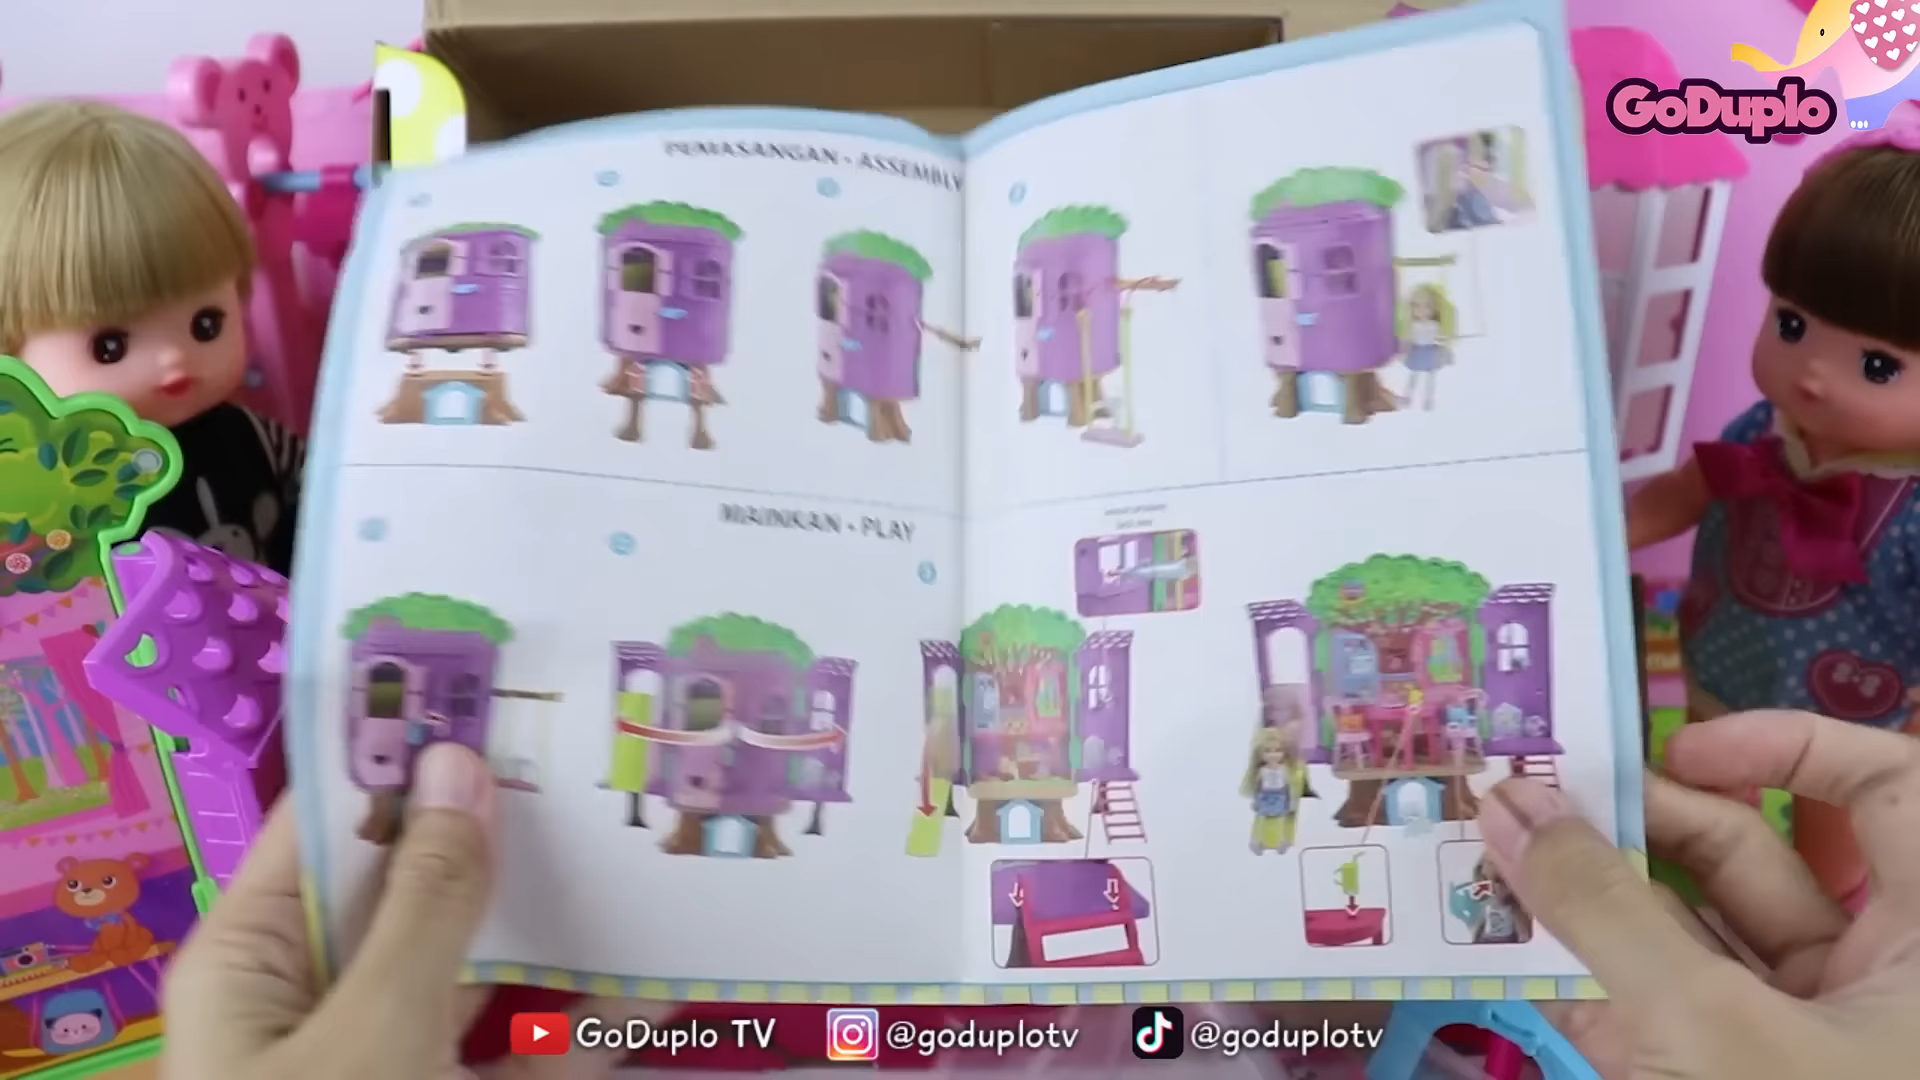 GoDuplo
PEMASANGAN • ASSEMBLY
MAINKAN • PLAY
GoDuplo TV
@goduplotv
@goduplotv